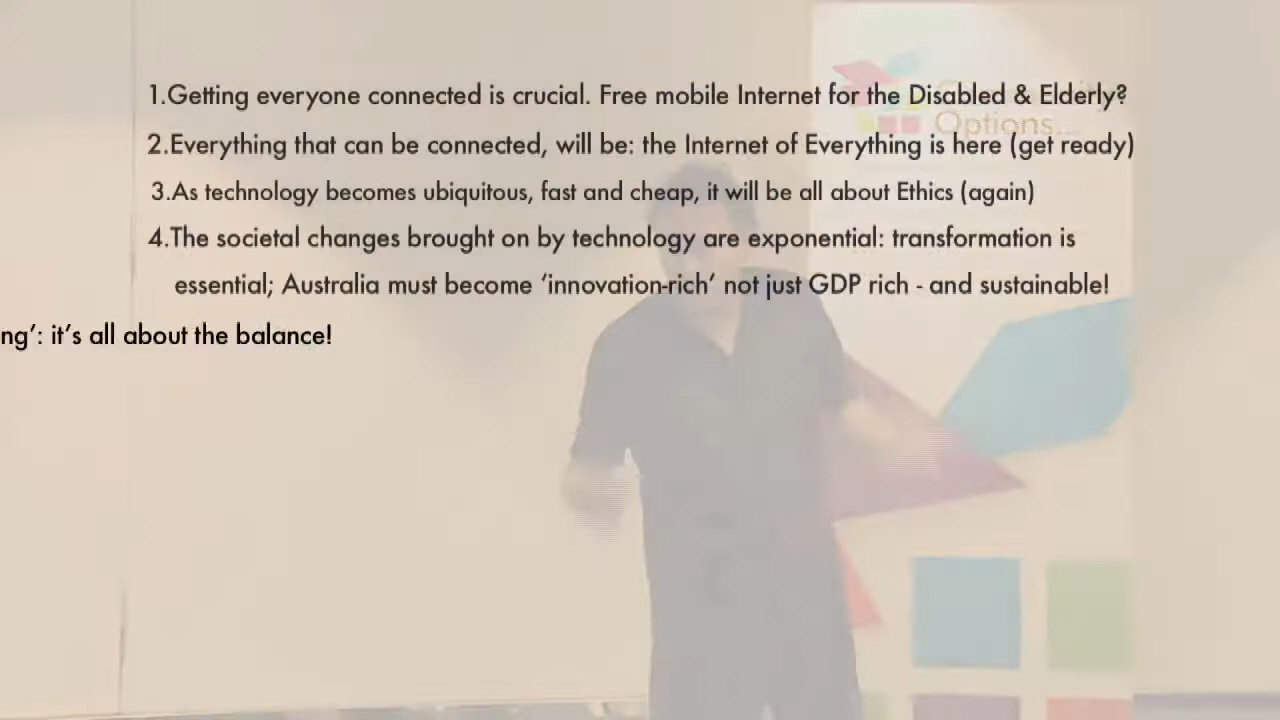 1.Getting everyone connected is crucial. Free mobile Internet for the Disabled & Elderly?
Options...
2.Everything that can be connected, will be: the Internet of Everything is here (get ready)
3.As technology becomes ubiquitous, fast and cheap, it will be all about Ethics (again)
4.The societal changes brought on by technology are exponential: transformation is
essential; Australia must become ‘innovation-rich’ not just GDP rich - and sustainable!
ng’: it’s all about the balance!